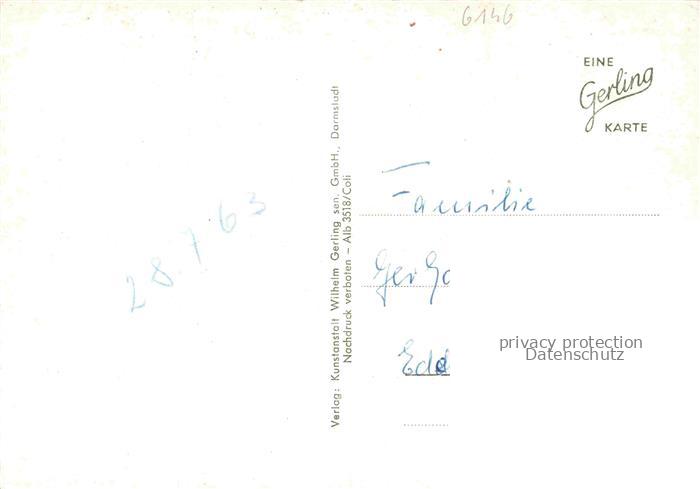 6146
EINE
Gerling
KARTE
28.7 63
Verlag: Kunstanstalt Wilhelm Gerling sen. GmbH., Darmstadt
Nachdruck verboten – Alb 3518/Coli
Familie
privacy protection
Datenschutz